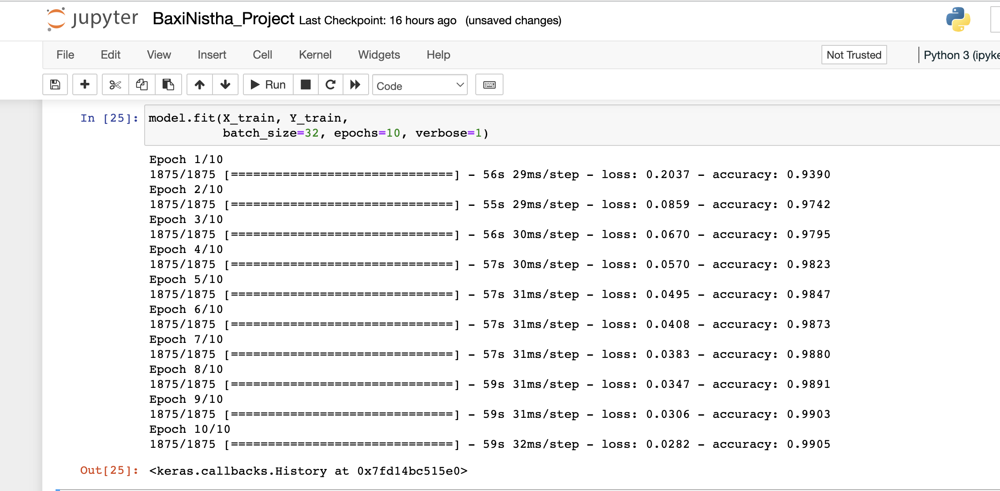 jupyter BaxiNistha_Project Last Checkpoint: 16 hours ago (unsaved changes)
File Edit View Insert Cell Kernel Widgets Help Not Trusted Python 3 (ipyke
Run Code
In [25]: model.fit(X_train, Y_train,
batch_size=32, epochs=10, verbose=1)
Epoch 1/10
1875/1875 [==============================] - 56s 29ms/step - loss: 0.2037 - accuracy: 0.9390
Epoch 2/10
1875/1875 [==============================] - 55s 29ms/step - loss: 0.0859 - accuracy: 0.9742
Epoch 3/10
1875/1875 [==============================] - 56s 30ms/step - loss: 0.0670 - accuracy: 0.9795
Epoch 4/10
1875/1875 [==============================] - 57s 30ms/step - loss: 0.0570 - accuracy: 0.9823
Epoch 5/10
1875/1875 [==============================] - 57s 31ms/step - loss: 0.0495 - accuracy: 0.9847
Epoch 6/10
1875/1875 [==============================] - 57s 31ms/step - loss: 0.0408 - accuracy: 0.9873
Epoch 7/10
1875/1875 [==============================] - 57s 31ms/step - loss: 0.0383 - accuracy: 0.9880
Epoch 8/10
1875/1875 [==============================] - 59s 31ms/step - loss: 0.0347 - accuracy: 0.9891
Epoch 9/10
1875/1875 [==============================] - 59s 31ms/step - loss: 0.0306 - accuracy: 0.9903
Epoch 10/10
1875/1875 [==============================] - 59s 32ms/step - loss: 0.0282 - accuracy: 0.9905
Out[25]: <keras.callbacks.History at 0x7fd14bc515e0>